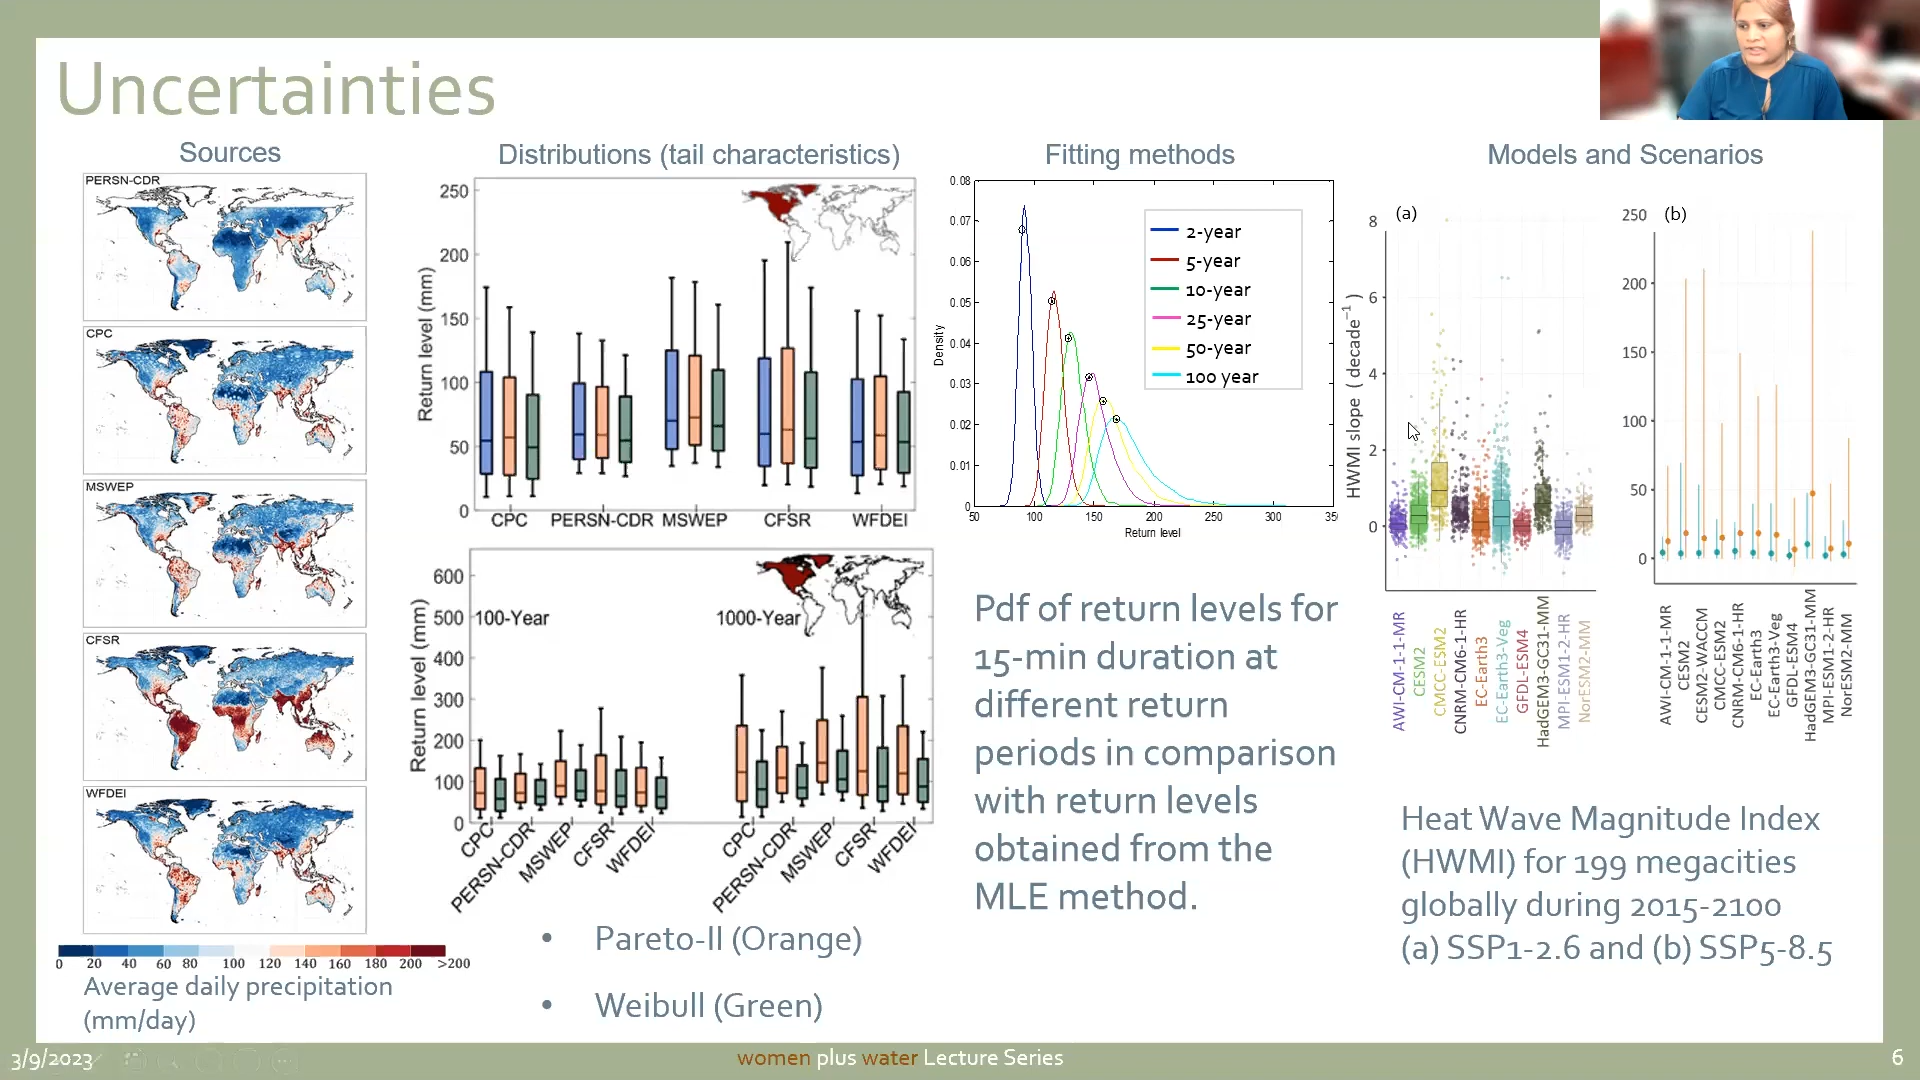 Uncertainties
Sources
PERSN-CDR
CPC
MSWEP
CFSR
WFDEI
0 20 40 60 80 100 120 140 160 180 200 >200
Average daily precipitation
(mm/day)
Distributions (tail characteristics)
Return level (mm)
250
200
150
100
50
0
CPC PERSN-CDR MSWEP CFSR WFDEI
Return level (mm)
600
500
400
300
200
100
0
100-Year
1000-Year
CPC
PERSN-CDR
MSWEP
CFSR
WFDEI
CPC
PERSN-CDR
MSWEP
CFSR
WFDEI
• Pareto-II (Orange)
• Weibull (Green)
Fitting methods
Density
0.08
0.07
0.06
0.05
0.04
0.03
0.02
0.01
0
2-year
5-year
10-year
25-year
50-year
100 year
50 100 150 200 250 300 35
Return level
Pdf of return levels for
15-min duration at
different return
periods in comparison
with return levels
obtained from the
MLE method.
Models and Scenarios
(a)
HWMI slope ( decade⁻¹ )
8
6
4
2
0
AWI-CM-1-1-MR
CESM2
CMCC-ESM2
CNRM-CM6-1-HR
EC-Earth3
EC-Earth3-Veg
GFDL-ESM4
HadGEM3-GC31-MM
MPI-ESM1-2-HR
NorESM2-MM
(b)
250
200
150
100
50
0
AWI-CM-1-1-MR
CESM2
CESM2-WACCM
CMCC-ESM2
CNRM-CM6-1-HR
EC-Earth3
EC-Earth3-Veg
GFDL-ESM4
HadGEM3-GC31-MM
MPI-ESM1-2-HR
NorESM2-MM
Heat Wave Magnitude Index
(HWMI) for 199 megacities
globally during 2015-2100
(a) SSP1-2.6 and (b) SSP5-8.5
3/9/2023
women plus water Lecture Series
6